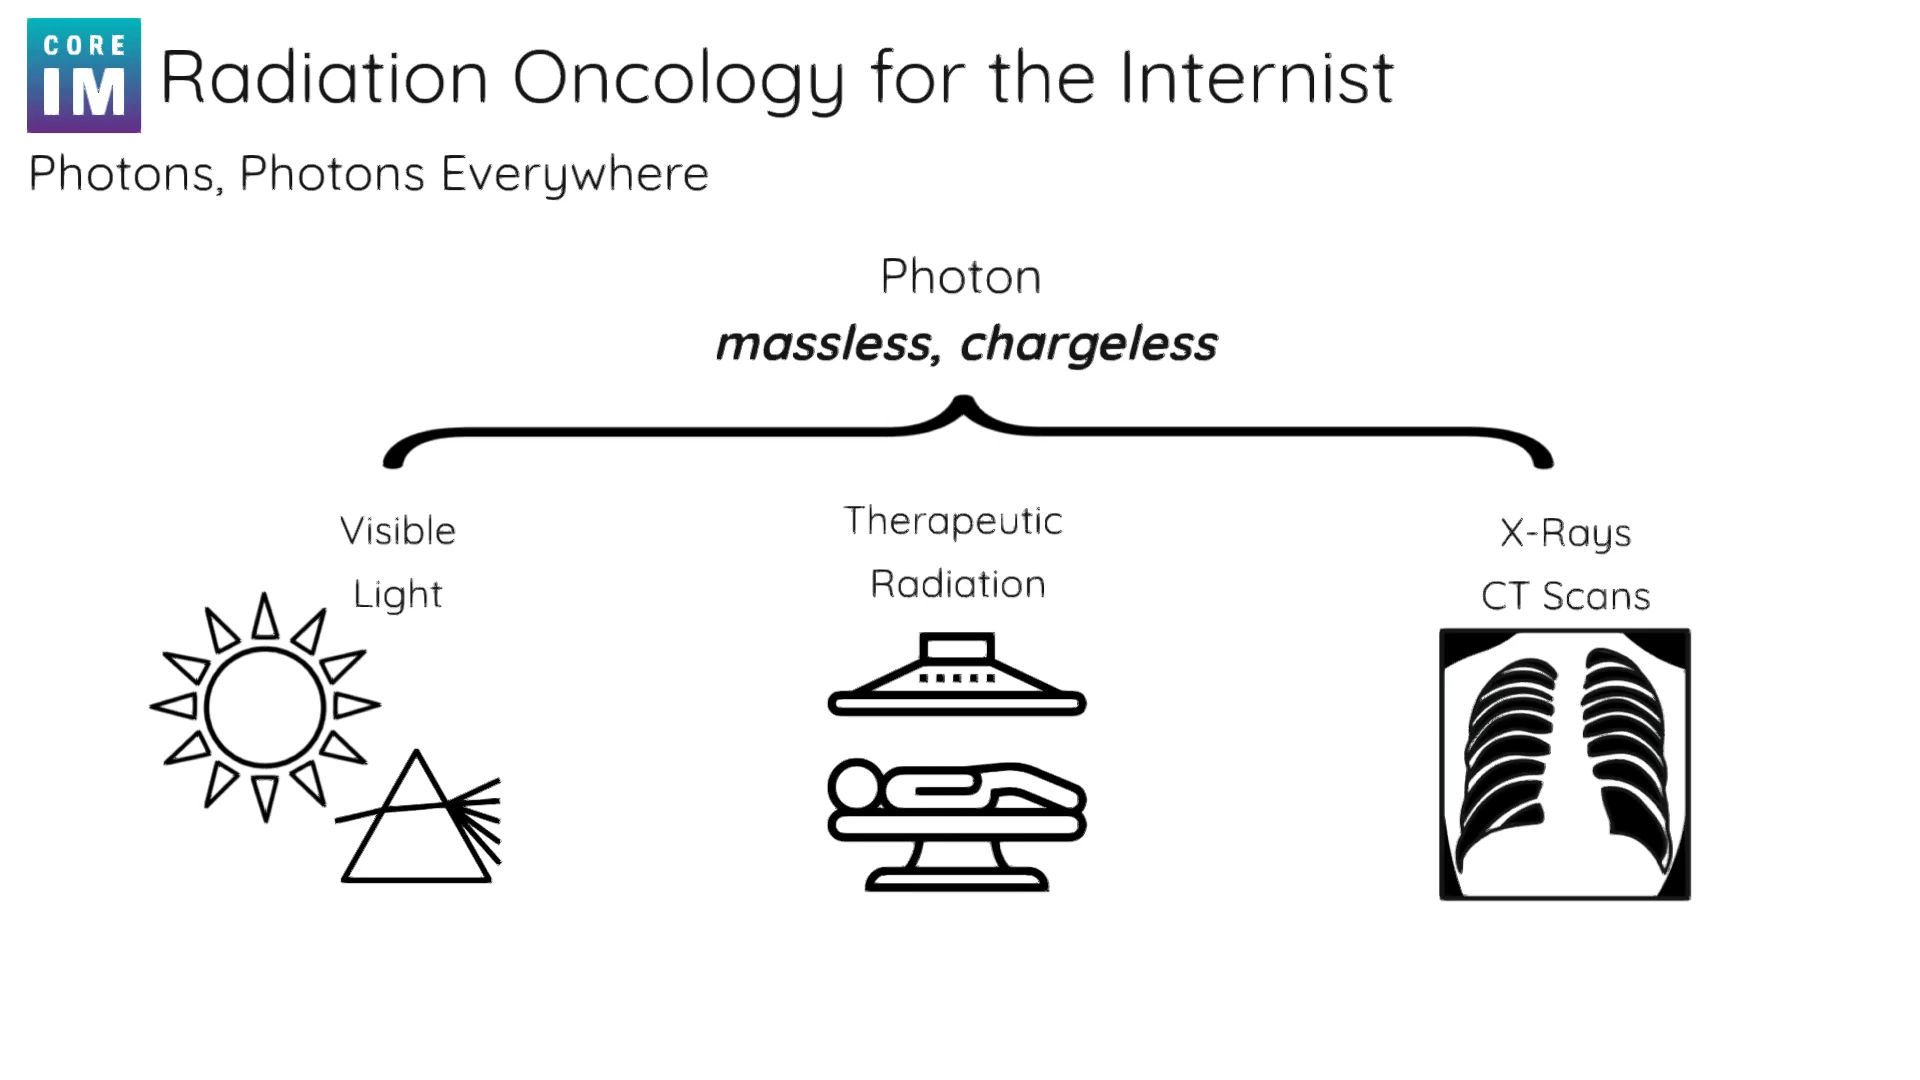 CORE
IM
Radiation Oncology for the Internist
Photons, Photons Everywhere
Photon
massless, chargeless
Visible
Light
Therapeutic
Radiation
X-Rays
CT Scans